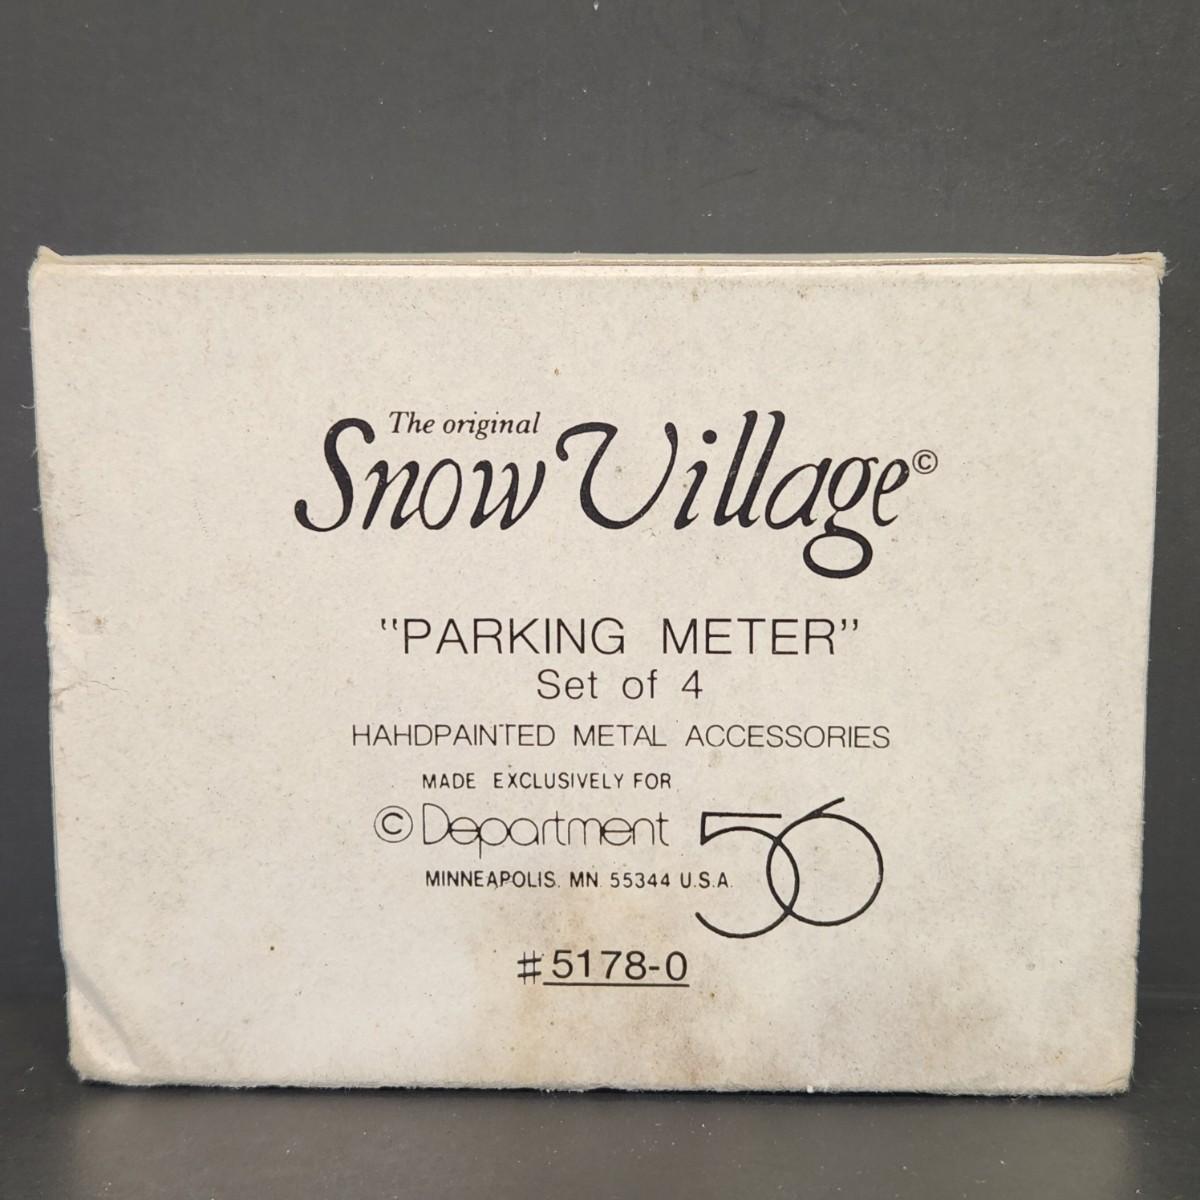 The original
Snow Village©
"PARKING METER"
Set of 4
HAHDPAINTED METAL ACCESSORIES
MADE EXCLUSIVELY FOR
© Department 56
MINNEAPOLIS. MN. 55344 U.S.A.
#5178-0